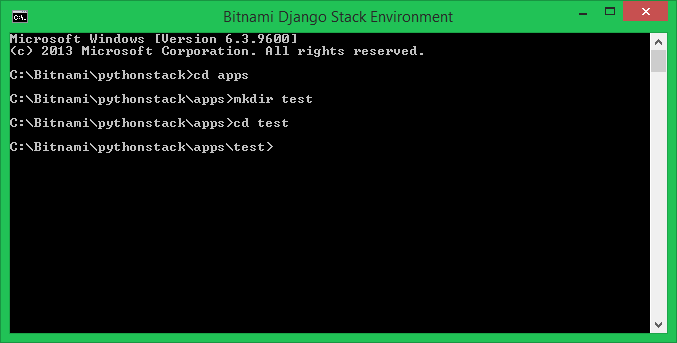 Bitnami Django Stack Environment
Microsoft Windows [Version 6.3.9600]
(c) 2013 Microsoft Corporation. All rights reserved.
C:\Bitnami\pythonstack>cd apps
C:\Bitnami\pythonstack\apps>mkdir test
C:\Bitnami\pythonstack\apps>cd test
C:\Bitnami\pythonstack\apps\test>